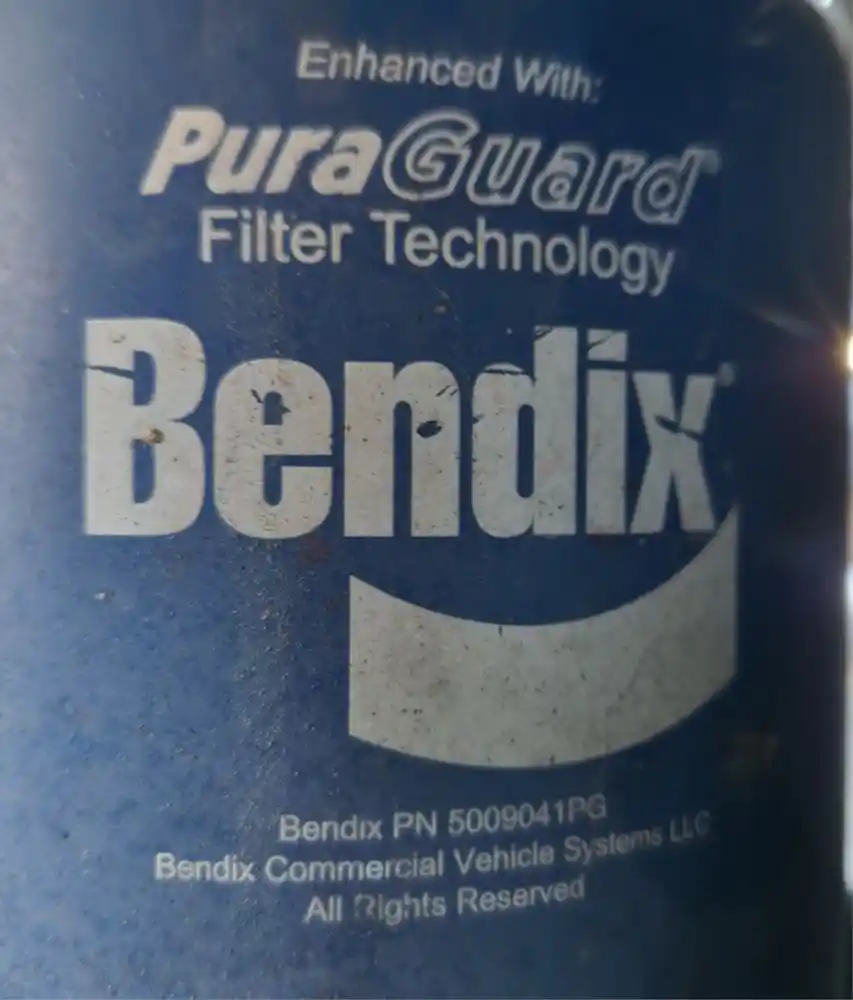 Enhanced With:
PuraGuard
Filter Technology
Bendix®
Bendix PN 5009041PG
Bendix Commercial Vehicle Systems LLC
All Rights Reserved